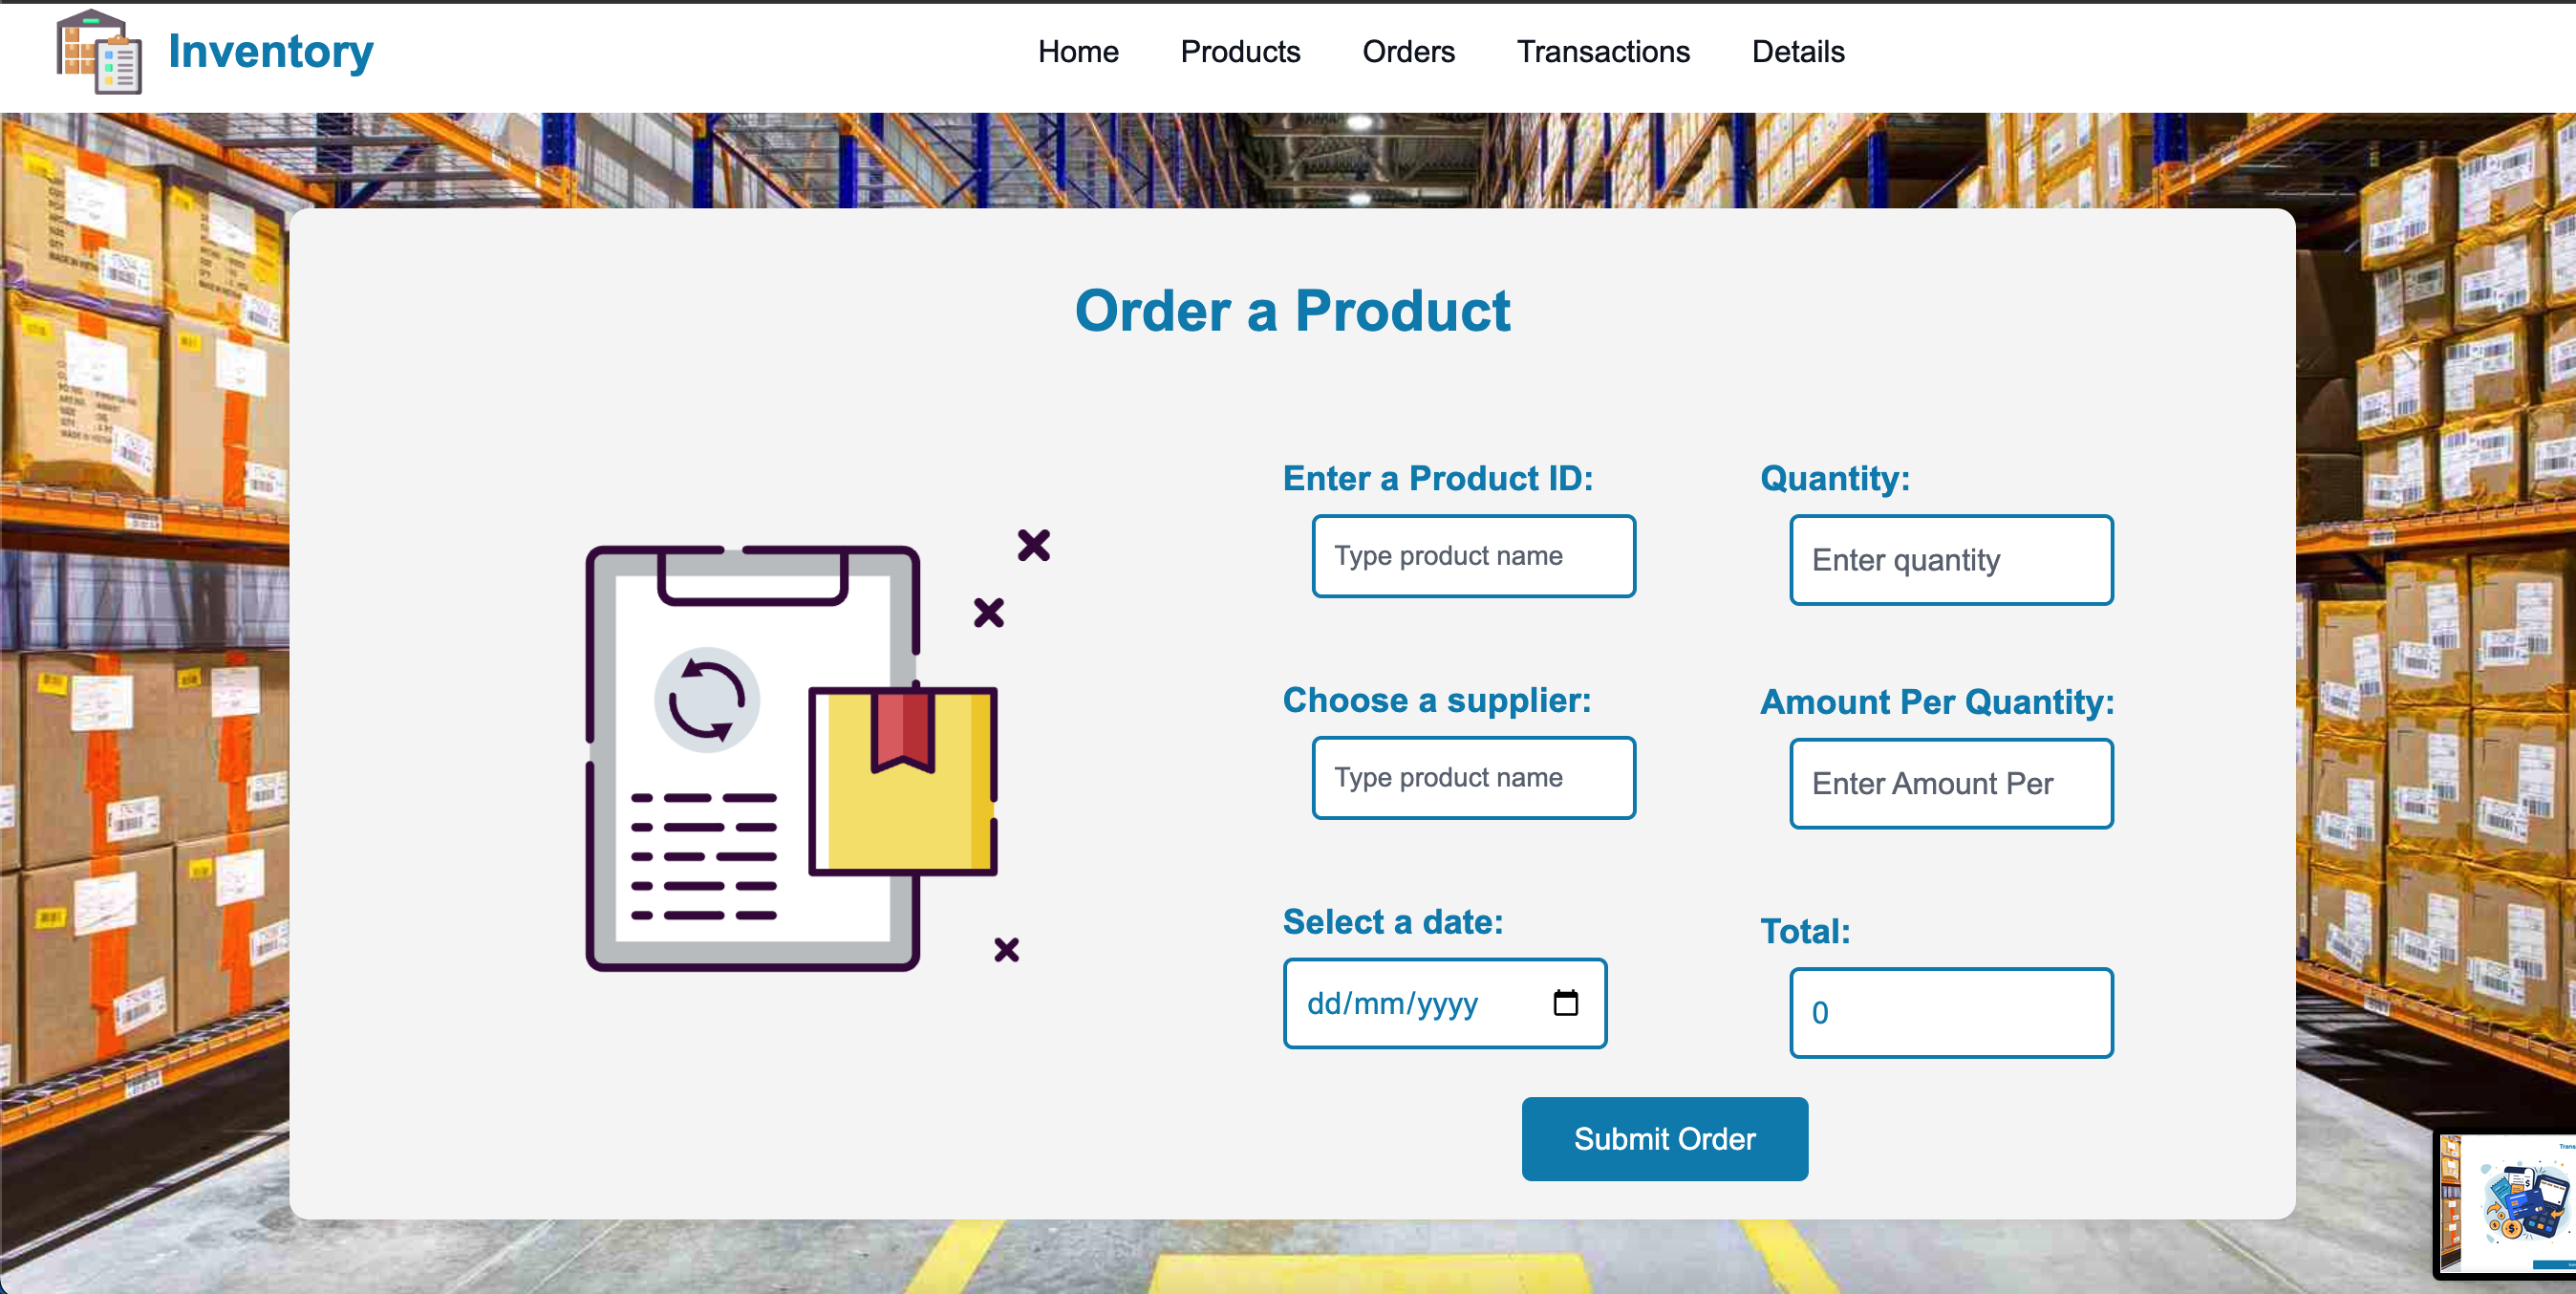 Inventory
Home Products Orders Transactions Details
Order a Product
Enter a Product ID:
Type product name
Quantity:
Enter quantity
Choose a supplier:
Type product name
Amount Per Quantity:
Enter Amount Per
Select a date:
dd/mm/yyyy
Total:
0
Submit Order